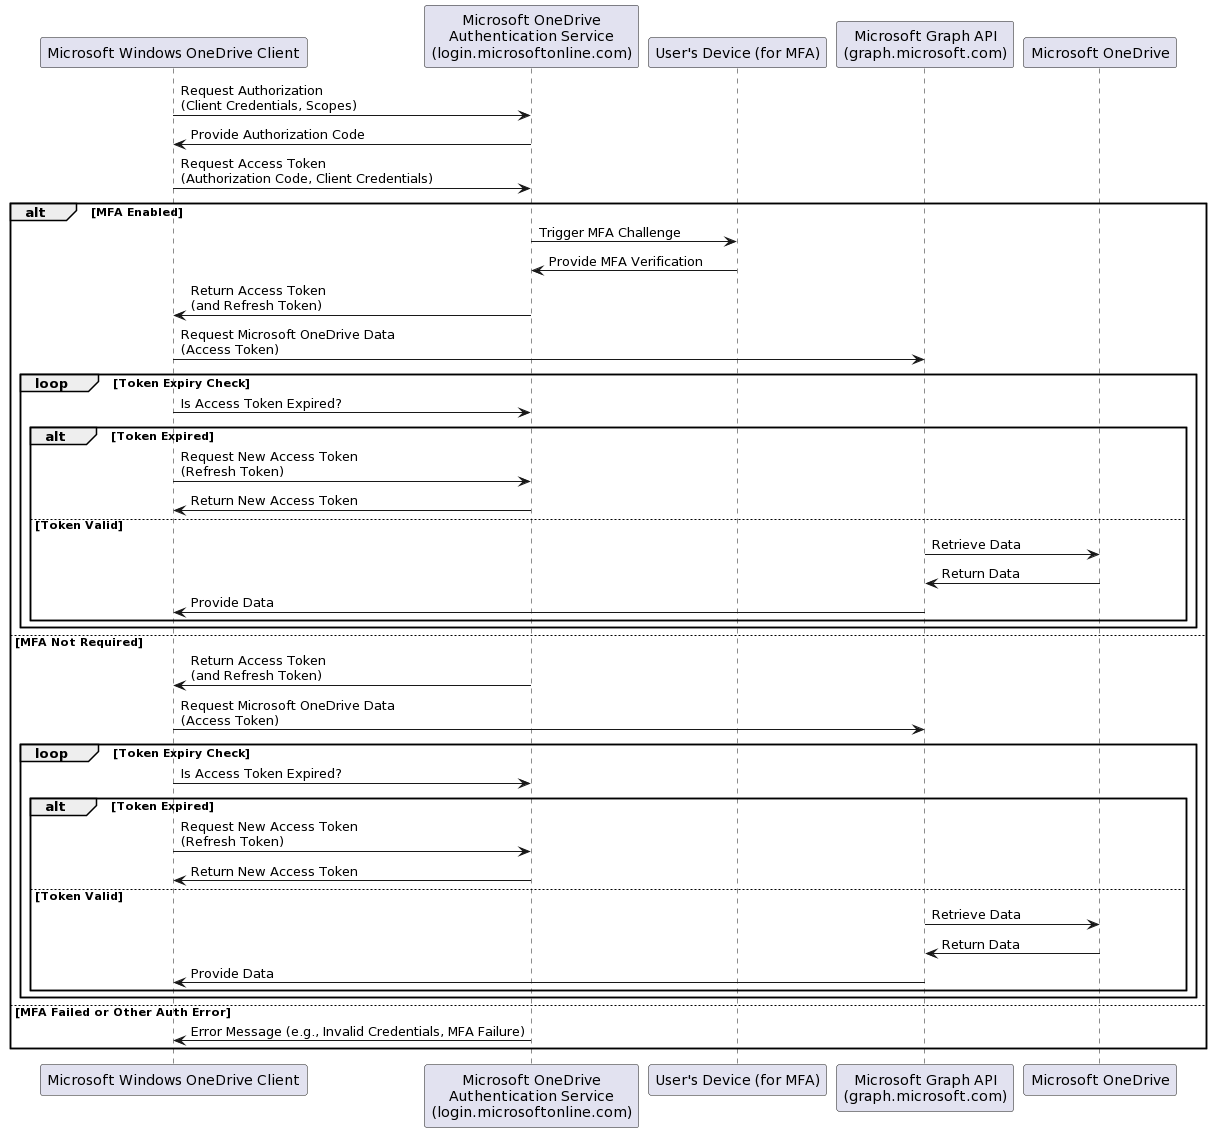 Microsoft Windows OneDrive Client
Microsoft OneDrive
Authentication Service
(login.microsoftonline.com)
User's Device (for MFA)
Microsoft Graph API
(graph.microsoft.com)
Microsoft OneDrive
Request Authorization
(Client Credentials, Scopes)
Provide Authorization Code
Request Access Token
(Authorization Code, Client Credentials)
alt [MFA Enabled]
Trigger MFA Challenge
Provide MFA Verification
Return Access Token
(and Refresh Token)
Request Microsoft OneDrive Data
(Access Token)
loop [Token Expiry Check]
Is Access Token Expired?
alt [Token Expired]
Request New Access Token
(Refresh Token)
Return New Access Token
[Token Valid]
Retrieve Data
Return Data
Provide Data
[MFA Not Required]
Return Access Token
(and Refresh Token)
Request Microsoft OneDrive Data
(Access Token)
loop [Token Expiry Check]
Is Access Token Expired?
alt [Token Expired]
Request New Access Token
(Refresh Token)
Return New Access Token
[Token Valid]
Retrieve Data
Return Data
Provide Data
[MFA Failed or Other Auth Error]
Error Message (e.g., Invalid Credentials, MFA Failure)
Microsoft Windows OneDrive Client
Microsoft OneDrive
Authentication Service
(login.microsoftonline.com)
User's Device (for MFA)
Microsoft Graph API
(graph.microsoft.com)
Microsoft OneDrive